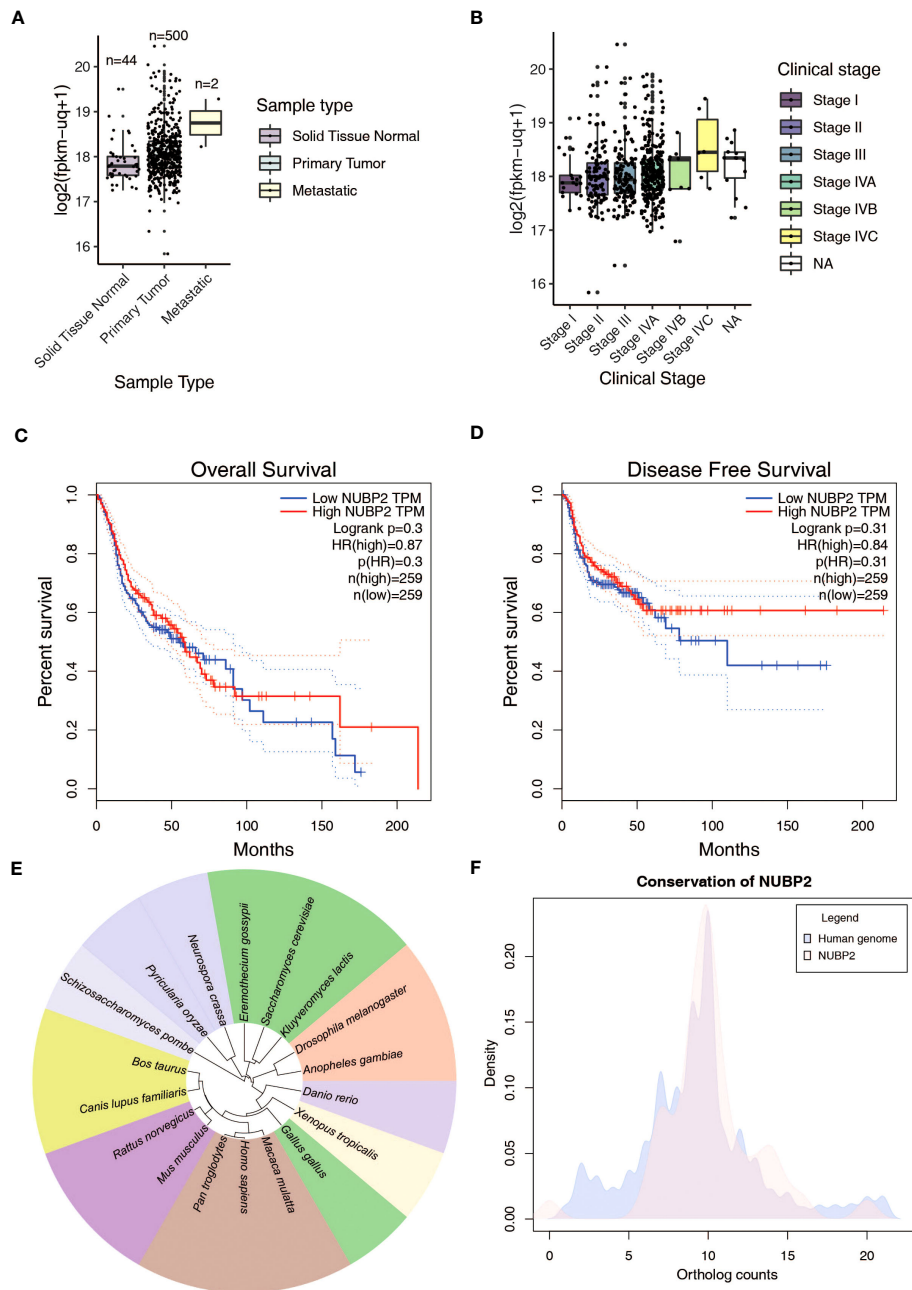 A
n=500
n=44
n=2
20
19
18
17
16
log2(fpkm−uq+1)
Solid Tissue Normal
Primary Tumor
Metastatic
Sample Type
Sample type
Solid Tissue Normal
Primary Tumor
Metastatic
B
20
19
18
17
16
log2(fpkm−uq+1)
Stage I
Stage II
Stage III
Stage IVA
Stage IVB
Stage IVC
NA
Clinical Stage
Clinical stage
Stage I
Stage II
Stage III
Stage IVA
Stage IVB
Stage IVC
NA
C
Overall Survival
Low NUBP2 TPM
High NUBP2 TPM
Logrank p=0.3
HR(high)=0.87
p(HR)=0.3
n(high)=259
n(low)=259
1.0
0.8
0.6
0.4
0.2
0.0
Percent survival
0 50 100 150 200
Months
D
Disease Free Survival
Low NUBP2 TPM
High NUBP2 TPM
Logrank p=0.31
HR(high)=0.84
p(HR)=0.31
n(high)=259
n(low)=259
1.0
0.8
0.6
0.4
0.2
0.0
Percent survival
0 50 100 150 200
Months
E
Eremothecium gossypii
Saccharomyces cerevisiae
Kluyveromyces lactis
Drosophila melanogaster
Anopheles gambiae
Danio rerio
Xenopus tropicalis
Gallus gallus
Macaca mulatta
Homo sapiens
Pan troglodytes
Mus musculus
Rattus norvegicus
Canis lupus familiaris
Bos taurus
Schizosaccharomyces pombe
Pyricularia oryzae
Neurospora crassa
F
Conservation of NUBP2
Legend
Human genome
NUBP2
0.20
0.15
0.10
0.05
0.00
Density
0 5 10 15 20
Ortholog counts